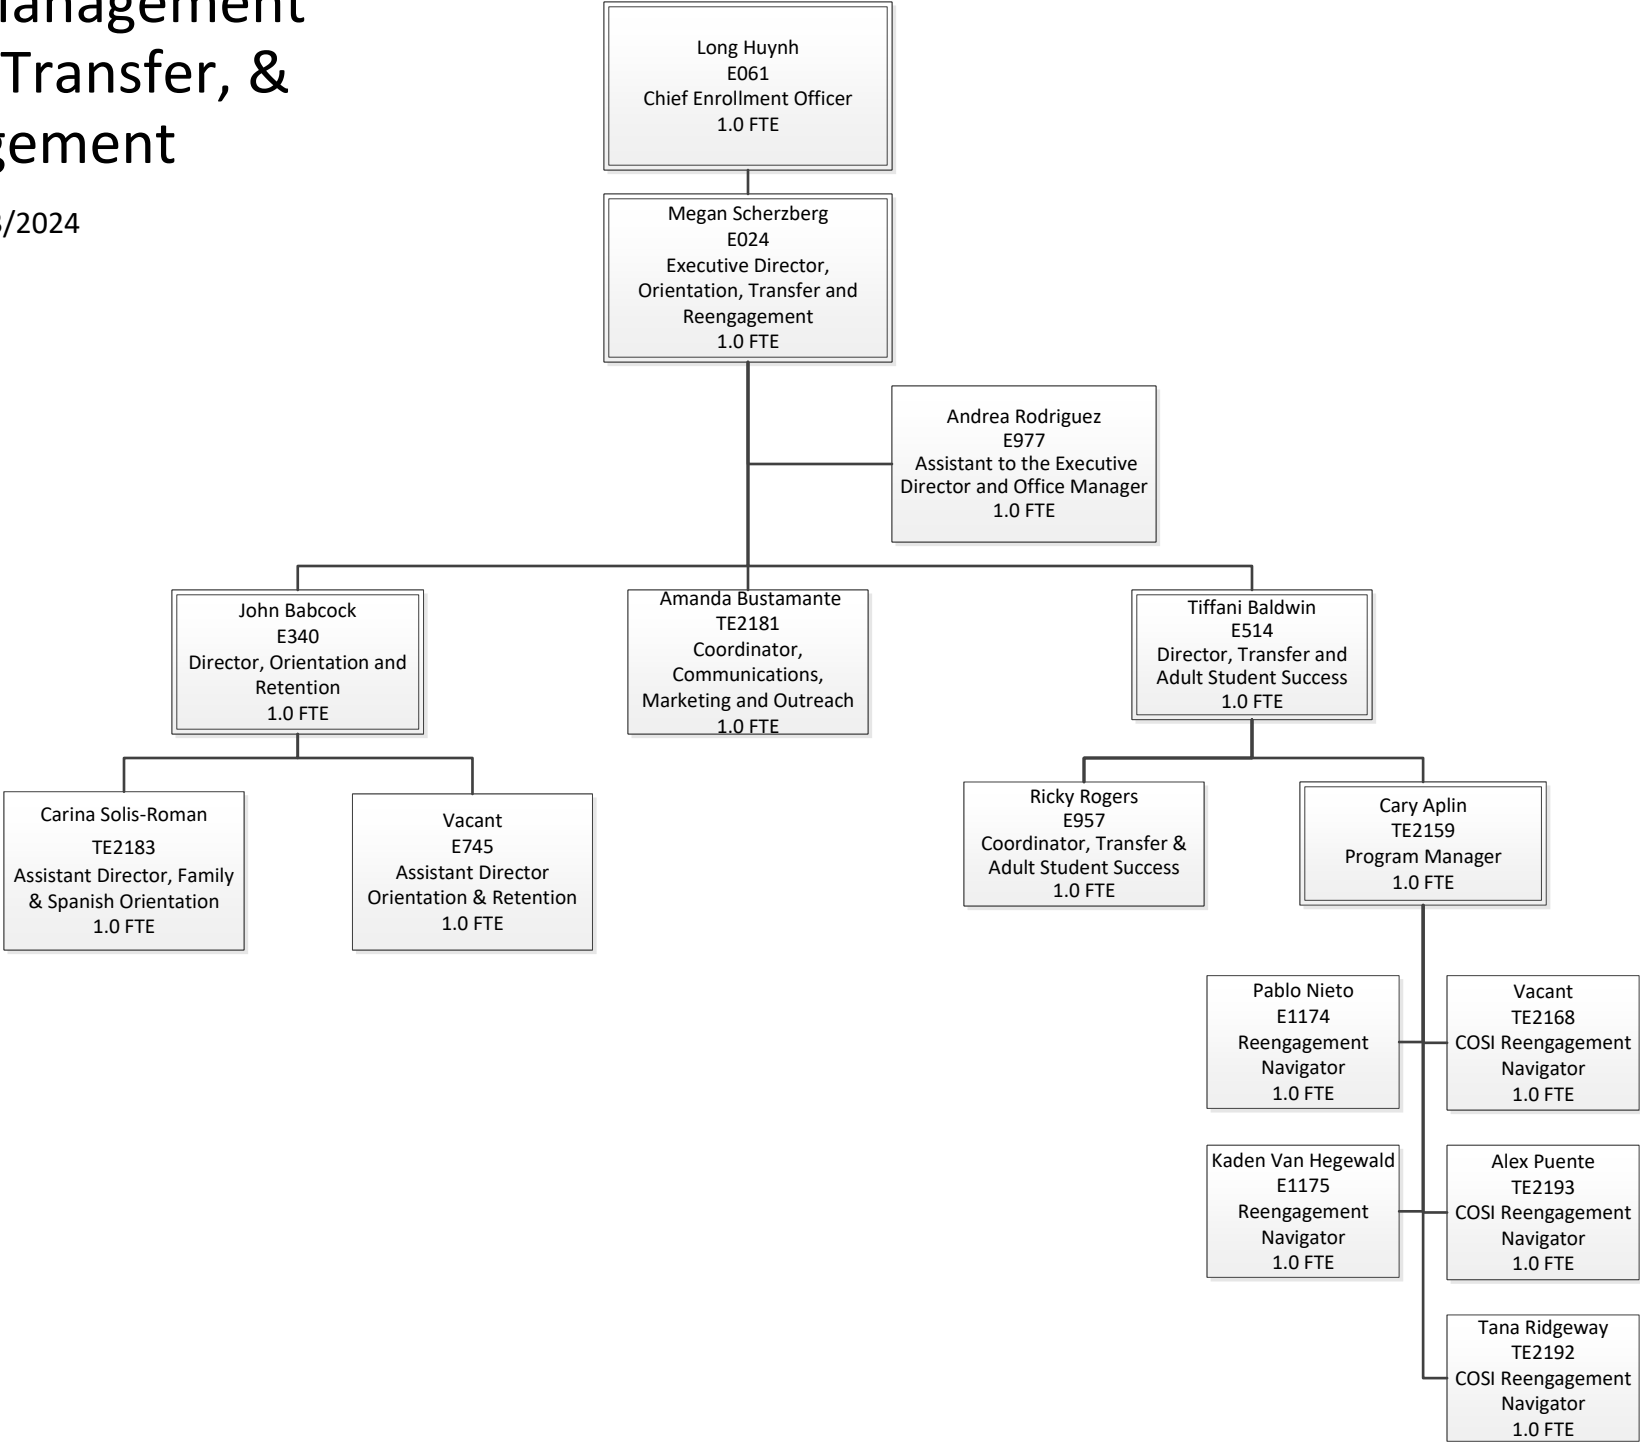 Transfer, &
Long Huynh
E061
Chief Enrollment Officer
1.0 FTE
Megan Scherzberg
E024
Executive Director,
Orientation, Transfer and
Reengagement
1.0 FTE
Andrea Rodriguez
E977
Assistant to the Executive
Director and Office Manager
1.0 FTE
John Babcock
E340
Director, Orientation and
Retention
1.0 FTE
Amanda Bustamante
TE2181
Coordinator,
Communications,
Marketing and Outreach
1.0 FTE
Tiffani Baldwin
E514
Director, Transfer and
Adult Student Success
1.0 FTE
Carina Solis-Roman
TE2183
Assistant Director, Family
& Spanish Orientation
1.0 FTE
Vacant
E745
Assistant Director
Orientation & Retention
1.0 FTE
Ricky Rogers
E957
Coordinator, Transfer &
Adult Student Success
1.0 FTE
Cary Aplin
TE2159
Program Manager
1.0 FTE
Pablo Nieto
E1174
Reengagement
Navigator
1.0 FTE
Vacant
TE2168
COSI Reengagement
Navigator
1.0 FTE
Kaden Van Hegewald
E1175
Reengagement
Navigator
1.0 FTE
Alex Puente
TE2193
COSI Reengagement
Navigator
1.0 FTE
Tana Ridgeway
TE2192
COSI Reengagement
Navigator
1.0 FTE